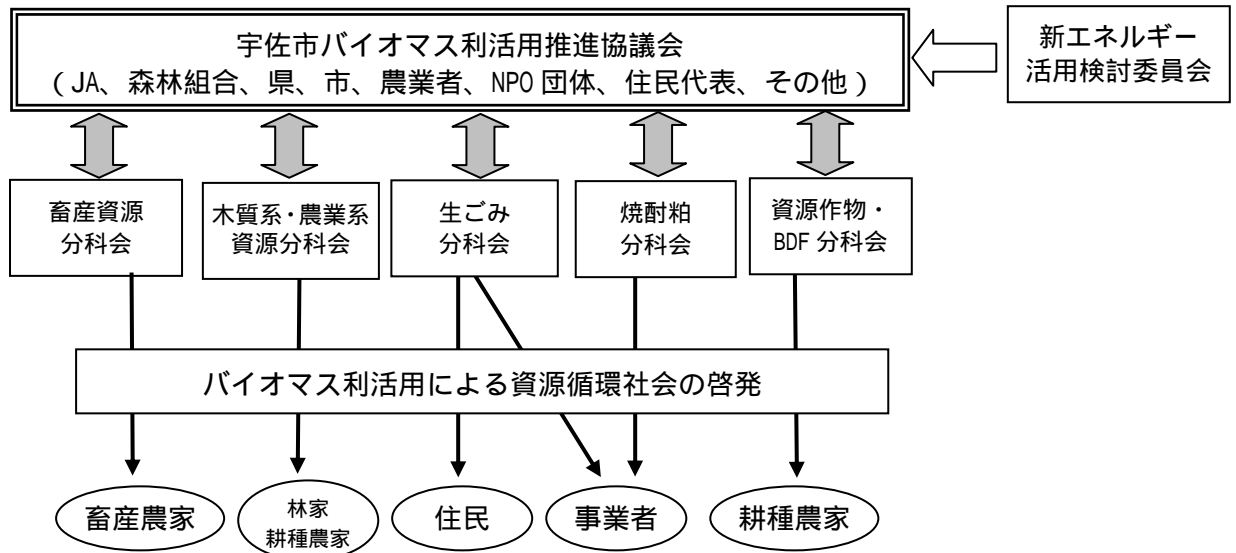 宇佐市バイオマス利活用推進協議会
（JA、森林組合、県、市、農業者、NPO団体、住民代表、その他）
新エネルギー
活用検討委員会
畜産資源
分科会
木質系・農業系
資源分科会
生ごみ
分科会
焼酎粕
分科会
資源作物・
BDF分科会
バイオマス利活用による資源循環社会の啓発
畜産農家
林家
耕種農家
住民
事業者
耕種農家